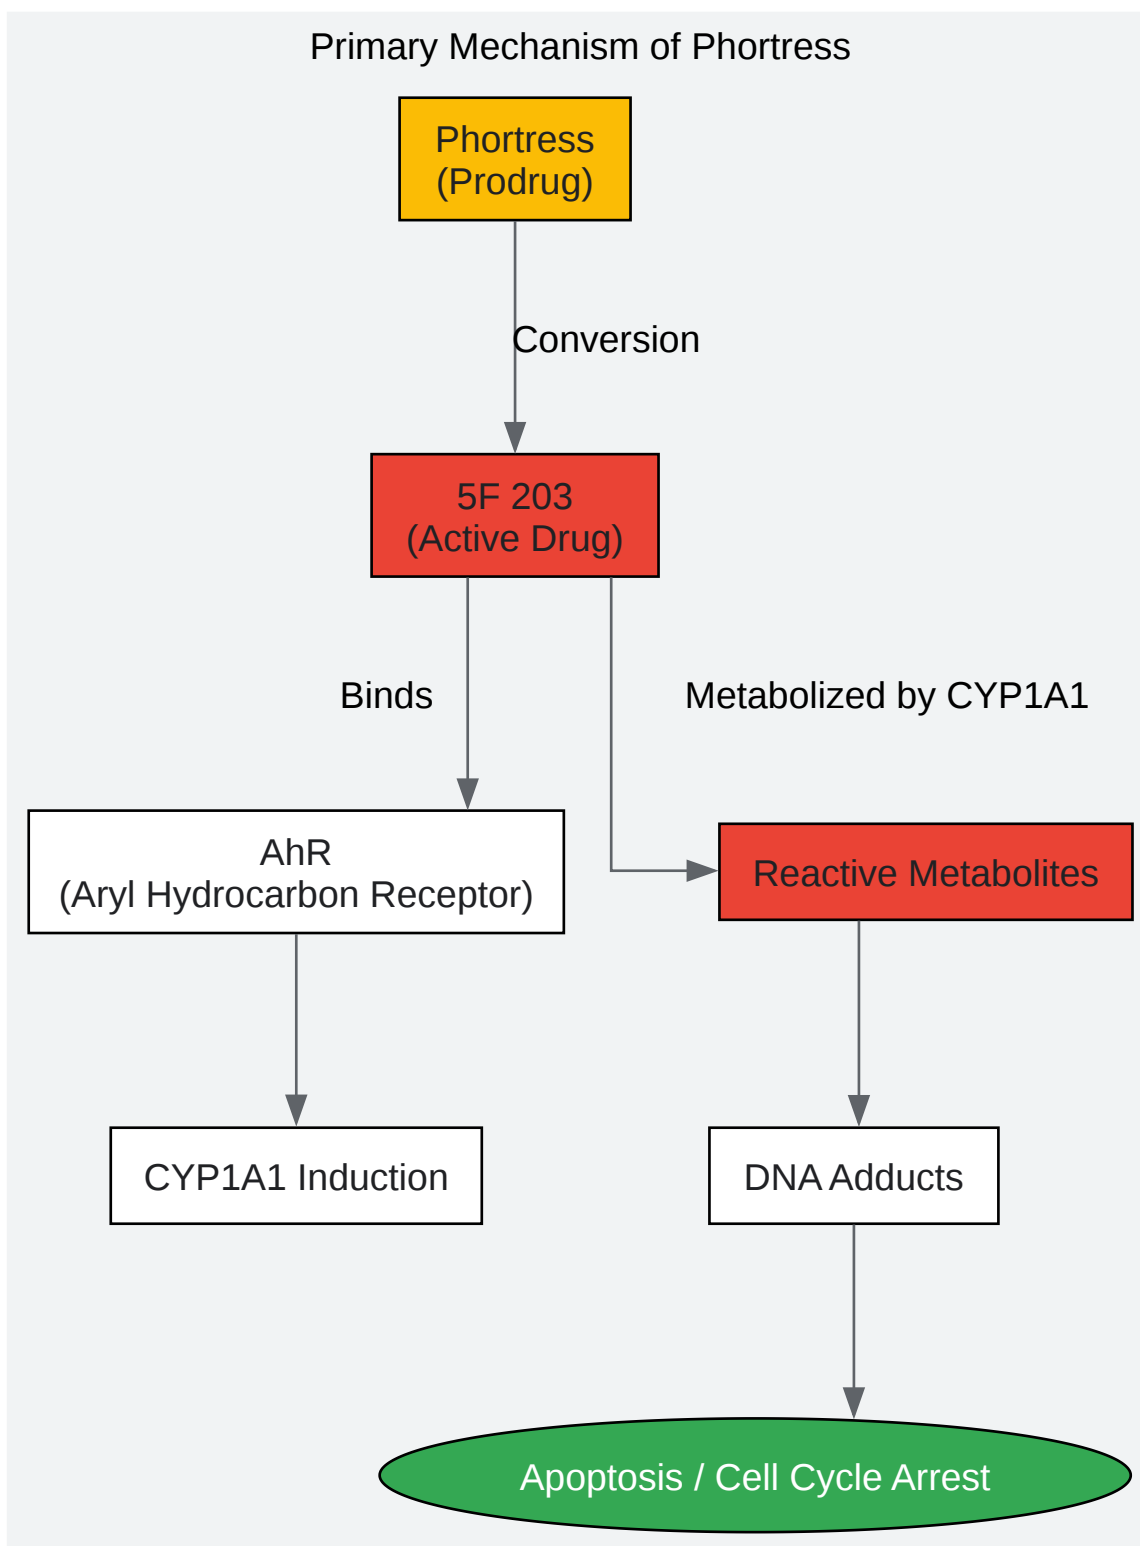 Primary Mechanism of Phortress
Phortress
(Prodrug)
Conversion
5F 203
(Active Drug)
Binds
Metabolized by CYP1A1
AhR
(Aryl Hydrocarbon Receptor)
Reactive Metabolites
CYP1A1 Induction
DNA Adducts
Apoptosis / Cell Cycle Arrest